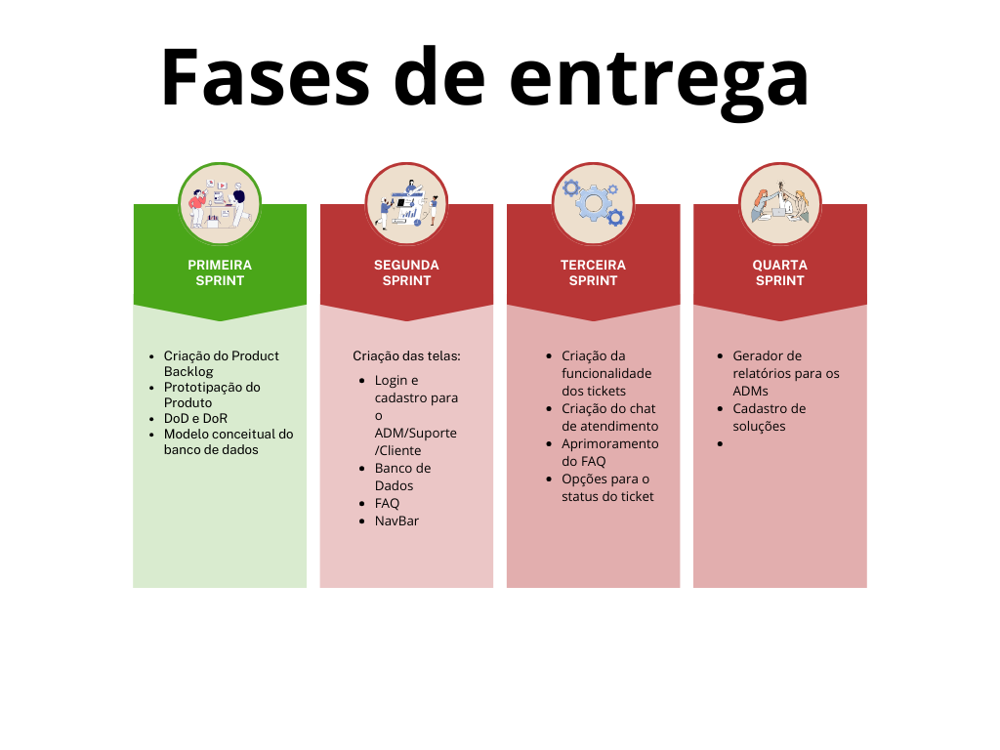 Fases de entrega
PRIMEIRA
SPRINT
• Criação do Product
Backlog
• Prototipação do
Produto
• DoD e DoR
• Modelo conceitual do
banco de dados
SEGUNDA
SPRINT
Criação das telas:
• Login e
cadastro para
o
ADM/Suporte
/Cliente
• Banco de
Dados
• FAQ
• NavBar
TERCEIRA
SPRINT
• Criação da
funcionalidade
dos tickets
• Criação do chat
de atendimento
• Aprimoramento
do FAQ
• Opções para o
status do ticket
QUARTA
SPRINT
• Gerador de
relatórios para os
ADMs
• Cadastro de
soluções
•